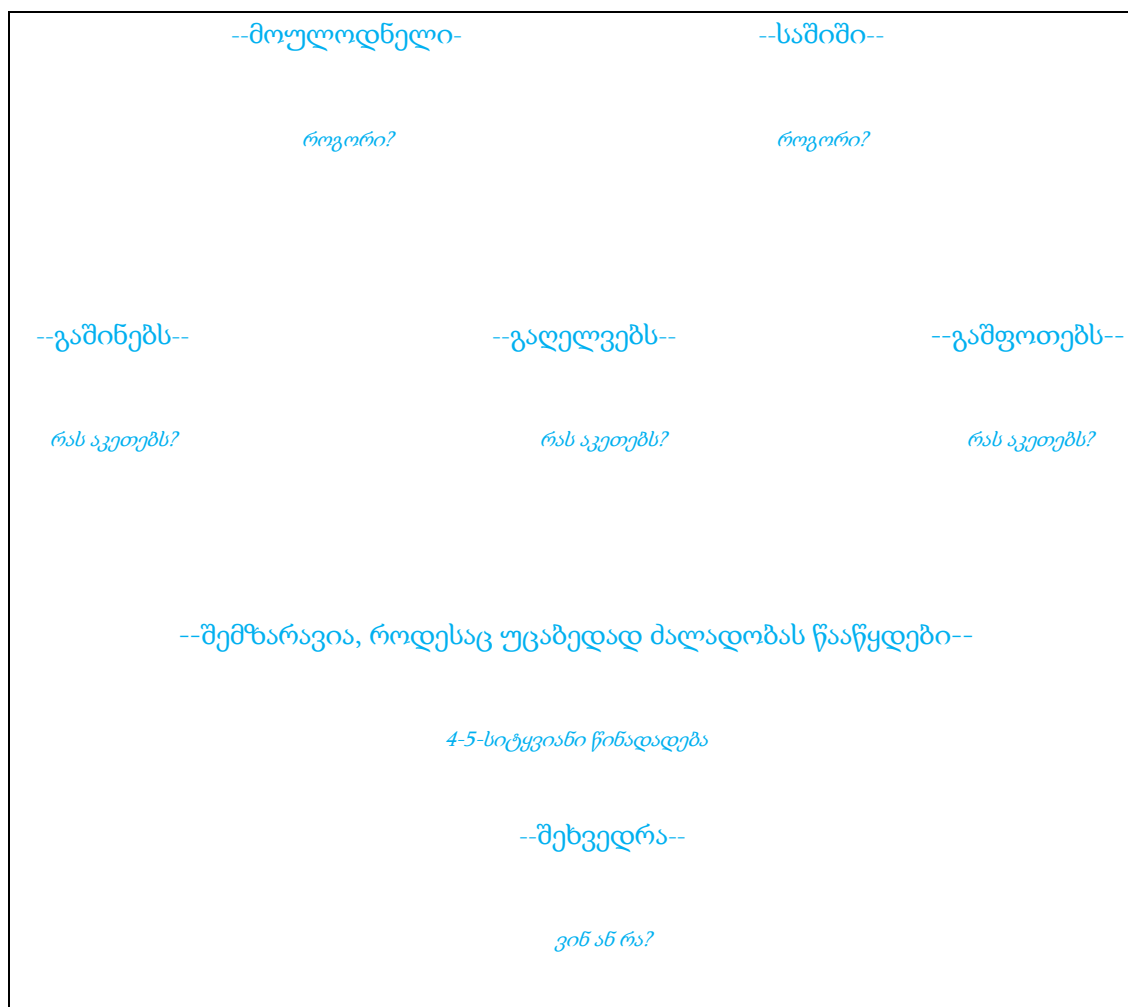 --მოულოდნელი- --საშიში--
როგორი? როგორი?
--გაშინებს-- --გაღელვებს-- --გაშფოთებს--
რას აკეთებს? რას აკეთებს? რას აკეთებს?
--შემზარავია, როდესაც უცაბედად ძალადობას წააწყდები--
4-5-სიტყვიანი წინადადება
--შეხვედრა--
ვინ ან რა?